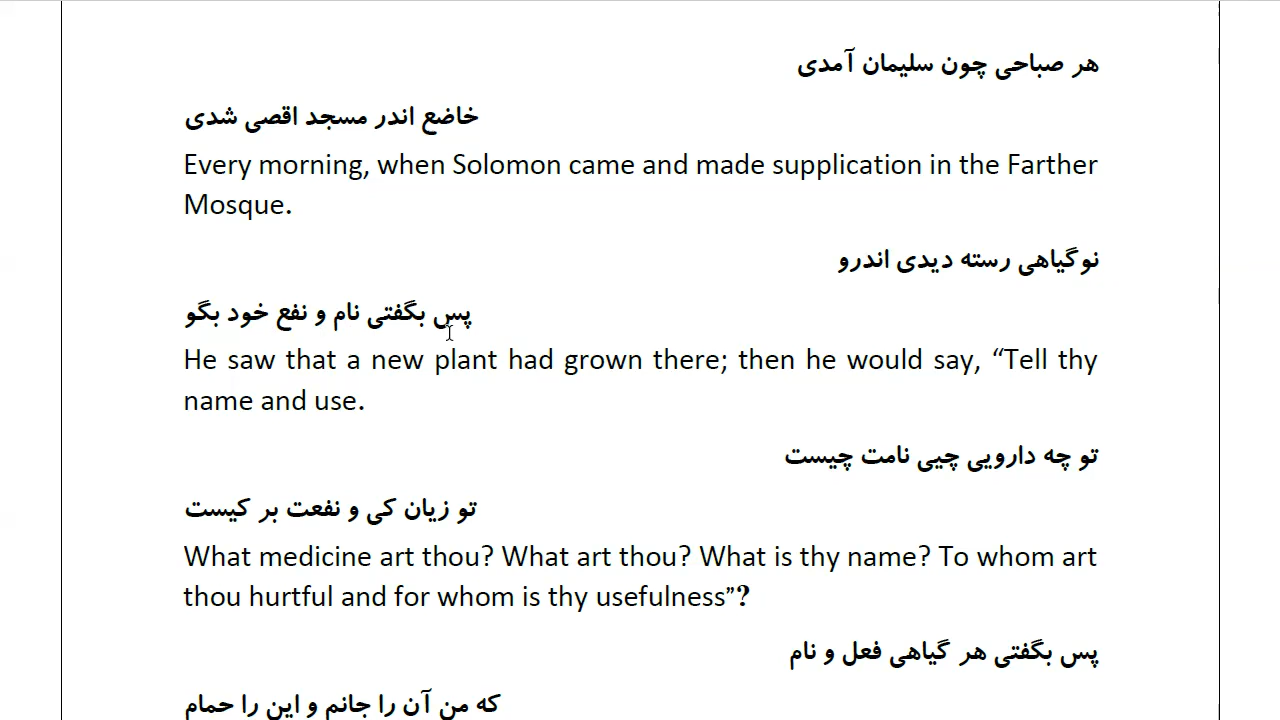 هر صباحی چون سلیمان آمدی
خاضع اندر مسجد اقصی شدی
Every morning, when Solomon came and made supplication in the Farther
Mosque.
نوگیاهی رسته دیدی اندرو
پس بگفتی نام و نفع خود بگو
He saw that a new plant had grown there; then he would say, “Tell thy
name and use.
تو چه دارویی چیی نامت چیست
تو زیان کی و نفعت بر کیست
What medicine art thou? What art thou? What is thy name? To whom art
thou hurtful and for whom is thy usefulness”?
پس بگفتی هر گیاهی فعل و نام
که من آن را جانم و این را حمام